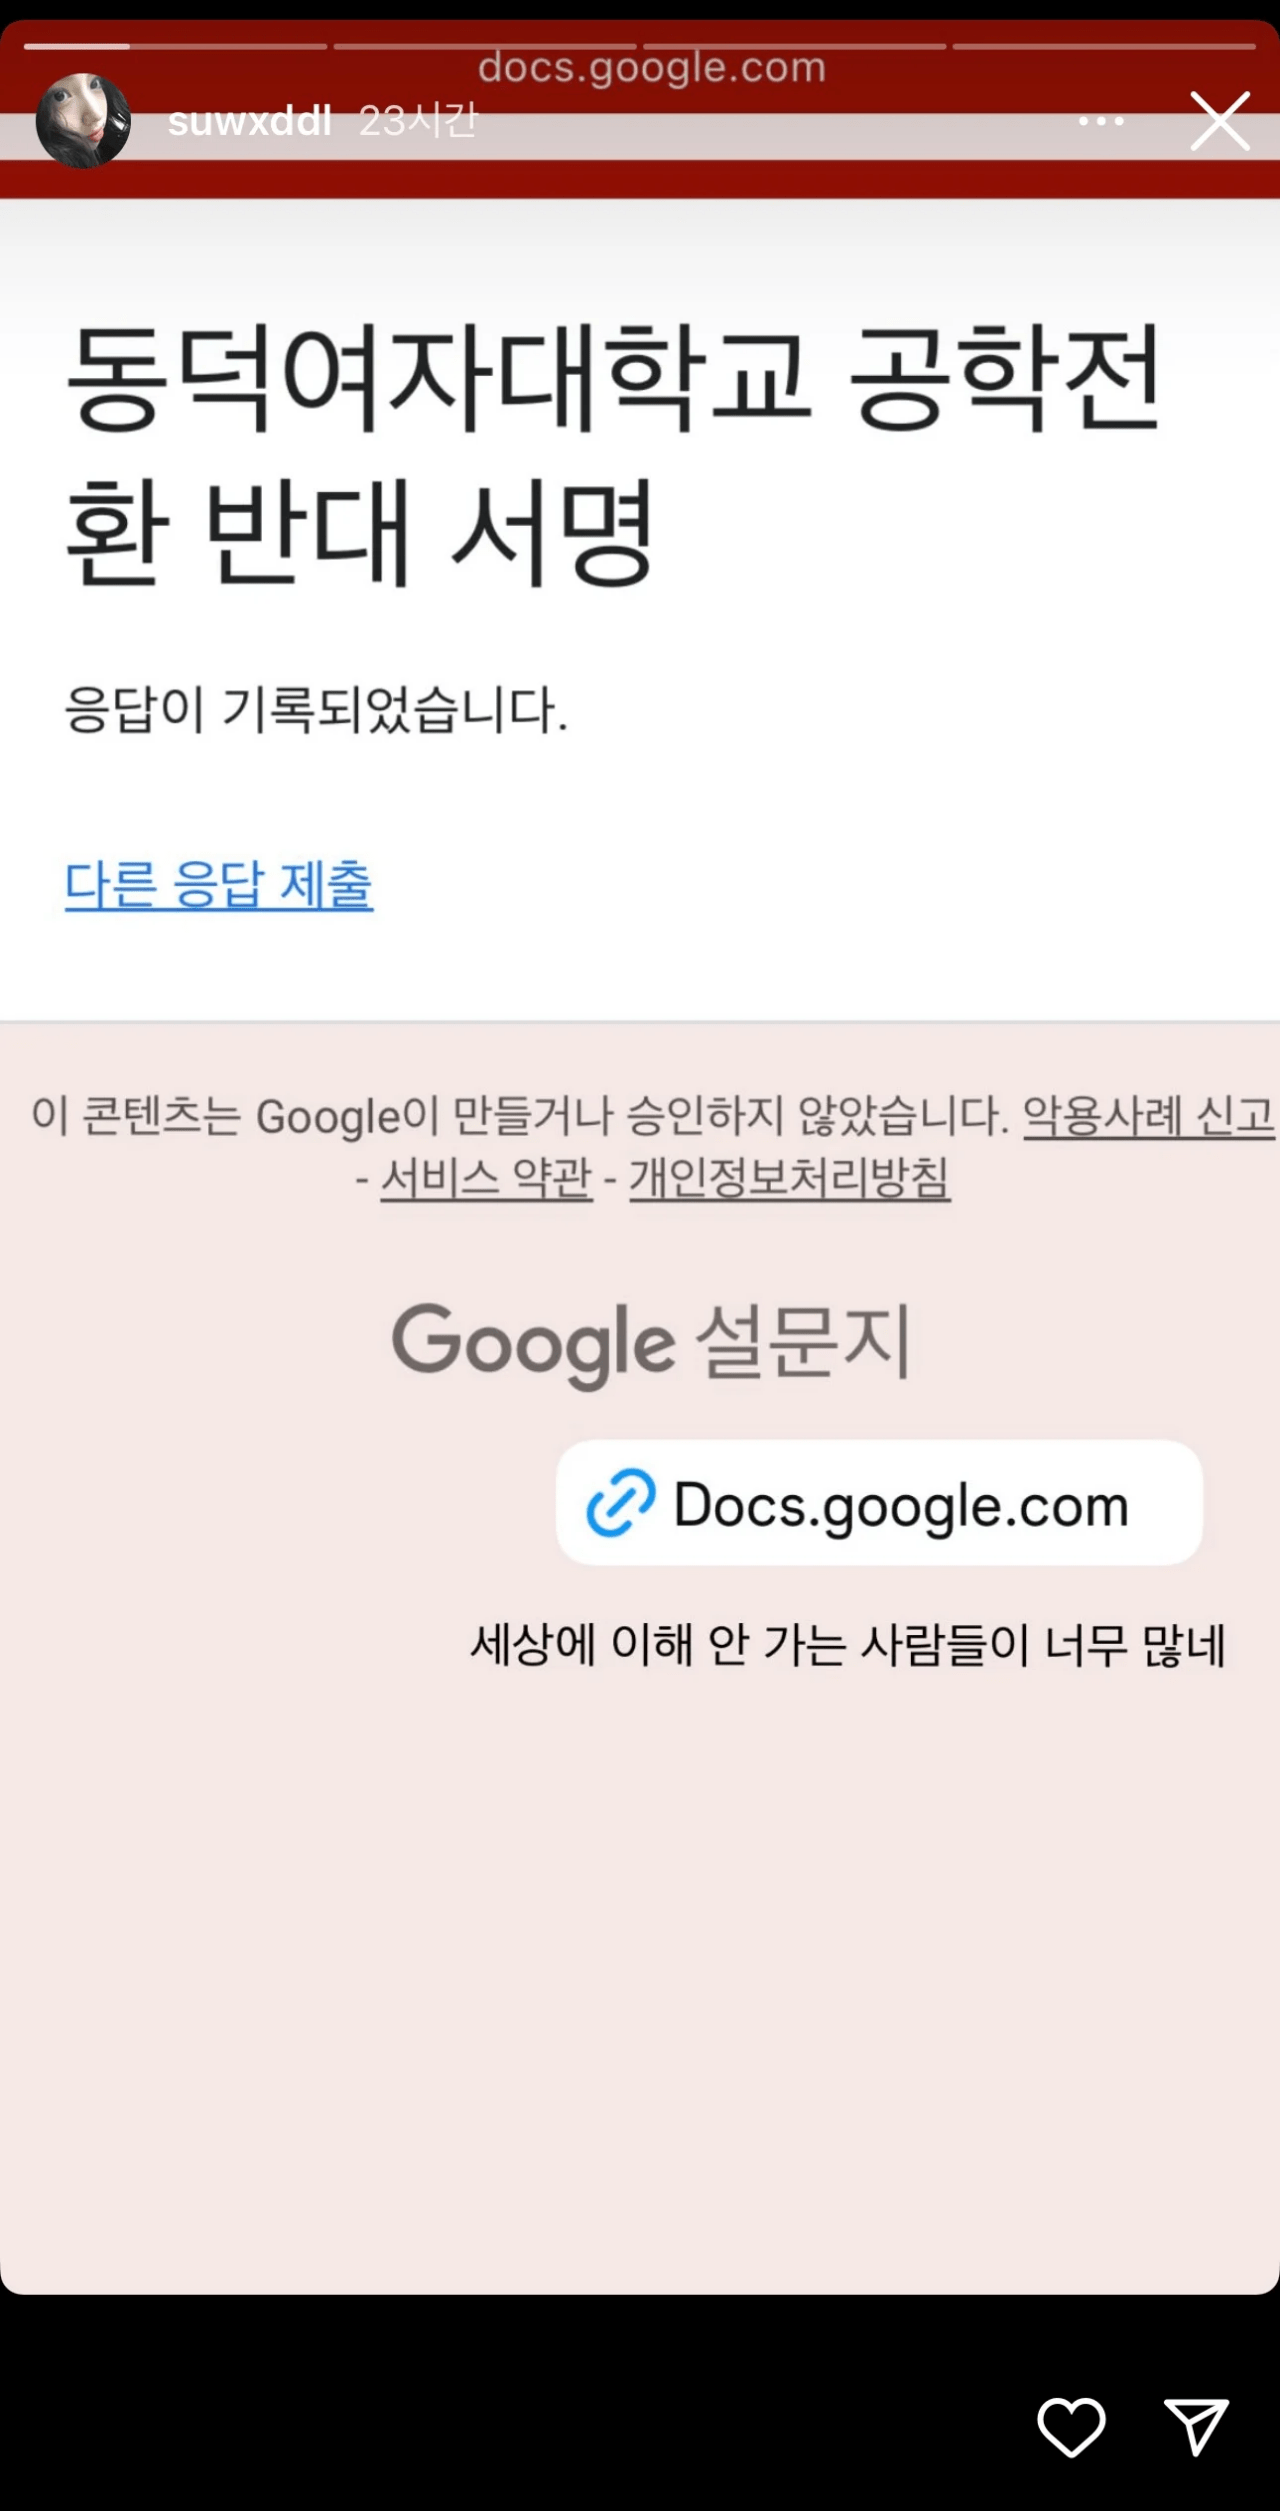 docs.google.com
suwxddl 23시간
동덕여자대학교 공학전
환 반대 서명
응답이 기록되었습니다.
다른 응답 제출
이 콘텐츠는 Google이 만들거나 승인하지 않았습니다. 악용사례 신고
- 서비스 약관 - 개인정보처리방침
Google 설문지
Docs.google.com
세상에 이해 안 가는 사람들이 너무 많네